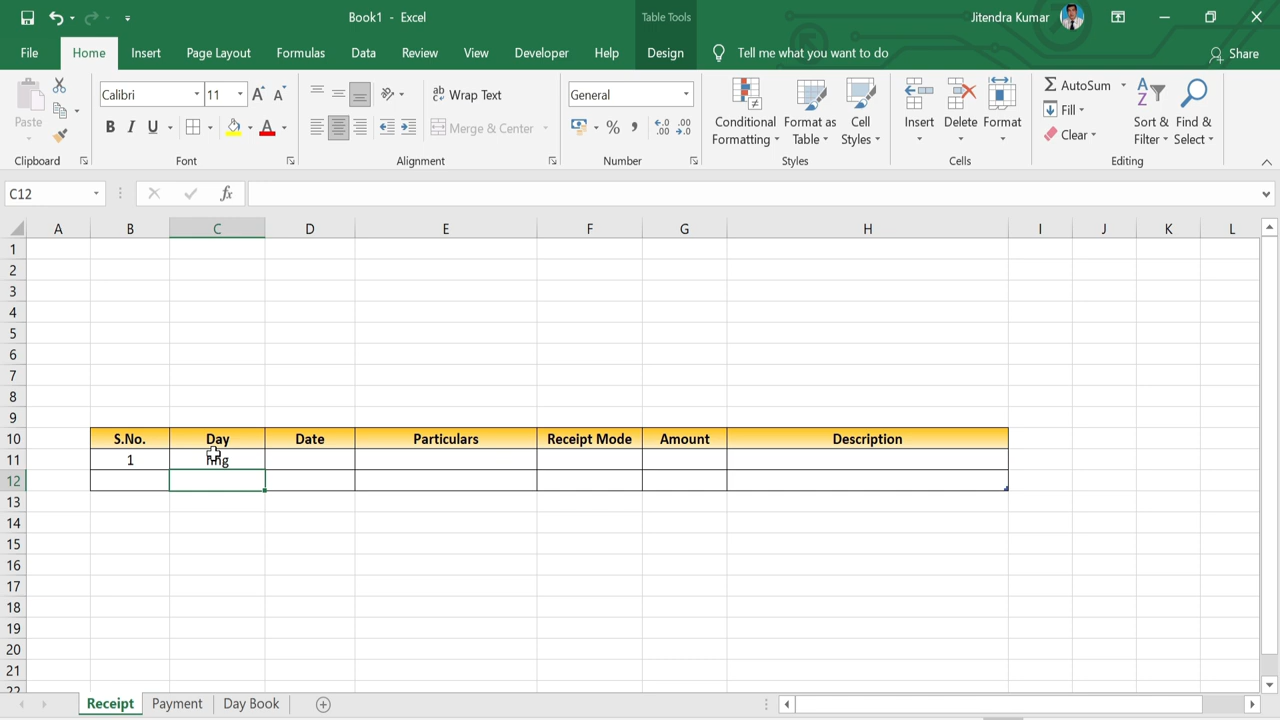 Book1 - Excel
Table Tools
Jitendra Kumar
File Home Insert Page Layout Formulas Data Review View Developer Help Design Tell me what you want to do Share
Paste
Calibri 11
B I U
Wrap Text
Merge & Center
General
% ,
Conditional Formatting
Format as Table
Cell Styles
Insert
Delete
Format
AutoSum
Fill
Clear
Sort & Filter
Find & Select
Clipboard Font Alignment Number Styles Cells Editing
C12 fx
A B C D E F G H I J K L
1
2
3
4
5
6
7
8
9
10 S.No. Day Date Particulars Receipt Mode Amount Description
11 1
12
13
14
15
16
17
18
19
20
21
22
Receipt Payment Day Book